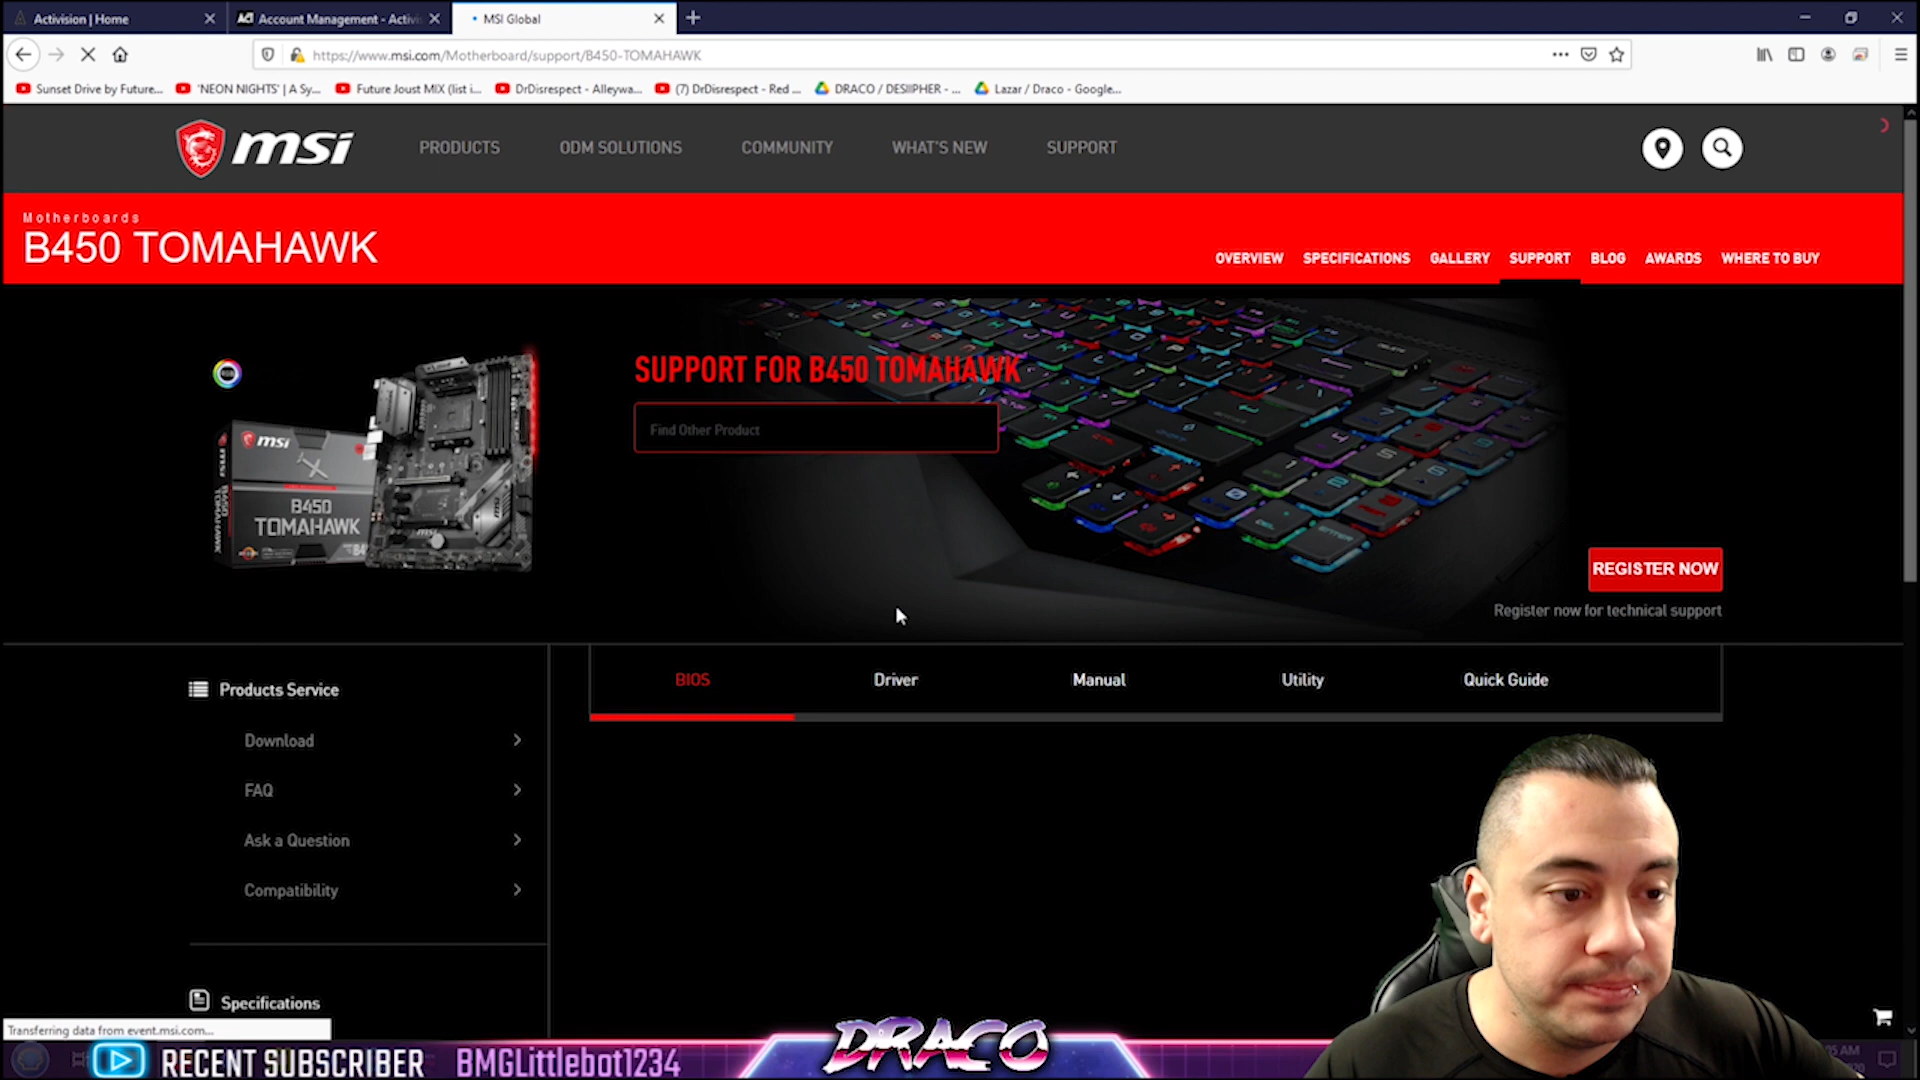 Activision | Home
Account Management - Activi
MSI Global
https://www.msi.com/Motherboard/support/B450-TOMAHAWK
Sunset Drive by Future...
'NEON NIGHTS' | A Sy...
Future Joust MIX (list i...
DrDisrespect - Alleywa...
(7) DrDisrespect - Red ...
DRACO / DESIIPHER - ...
Lazar / Draco - Google...
msi
PRODUCTS
ODM SOLUTIONS
COMMUNITY
WHAT'S NEW
SUPPORT
Motherboards
B450 TOMAHAWK
OVERVIEW
SPECIFICATIONS
GALLERY
SUPPORT
BLOG
AWARDS
WHERE TO BUY
SUPPORT FOR B450 TOMAHAWK
Find Other Product
msi
B450
TOMAHAWK
REGISTER NOW
Register now for technical support
Products Service
Download
FAQ
Ask a Question
Compatibility
Specifications
BIOS
Driver
Manual
Utility
Quick Guide
Transferring data from event.msi.com...
RECENT SUBSCRIBER
BMGLittlebot1234
DRACO